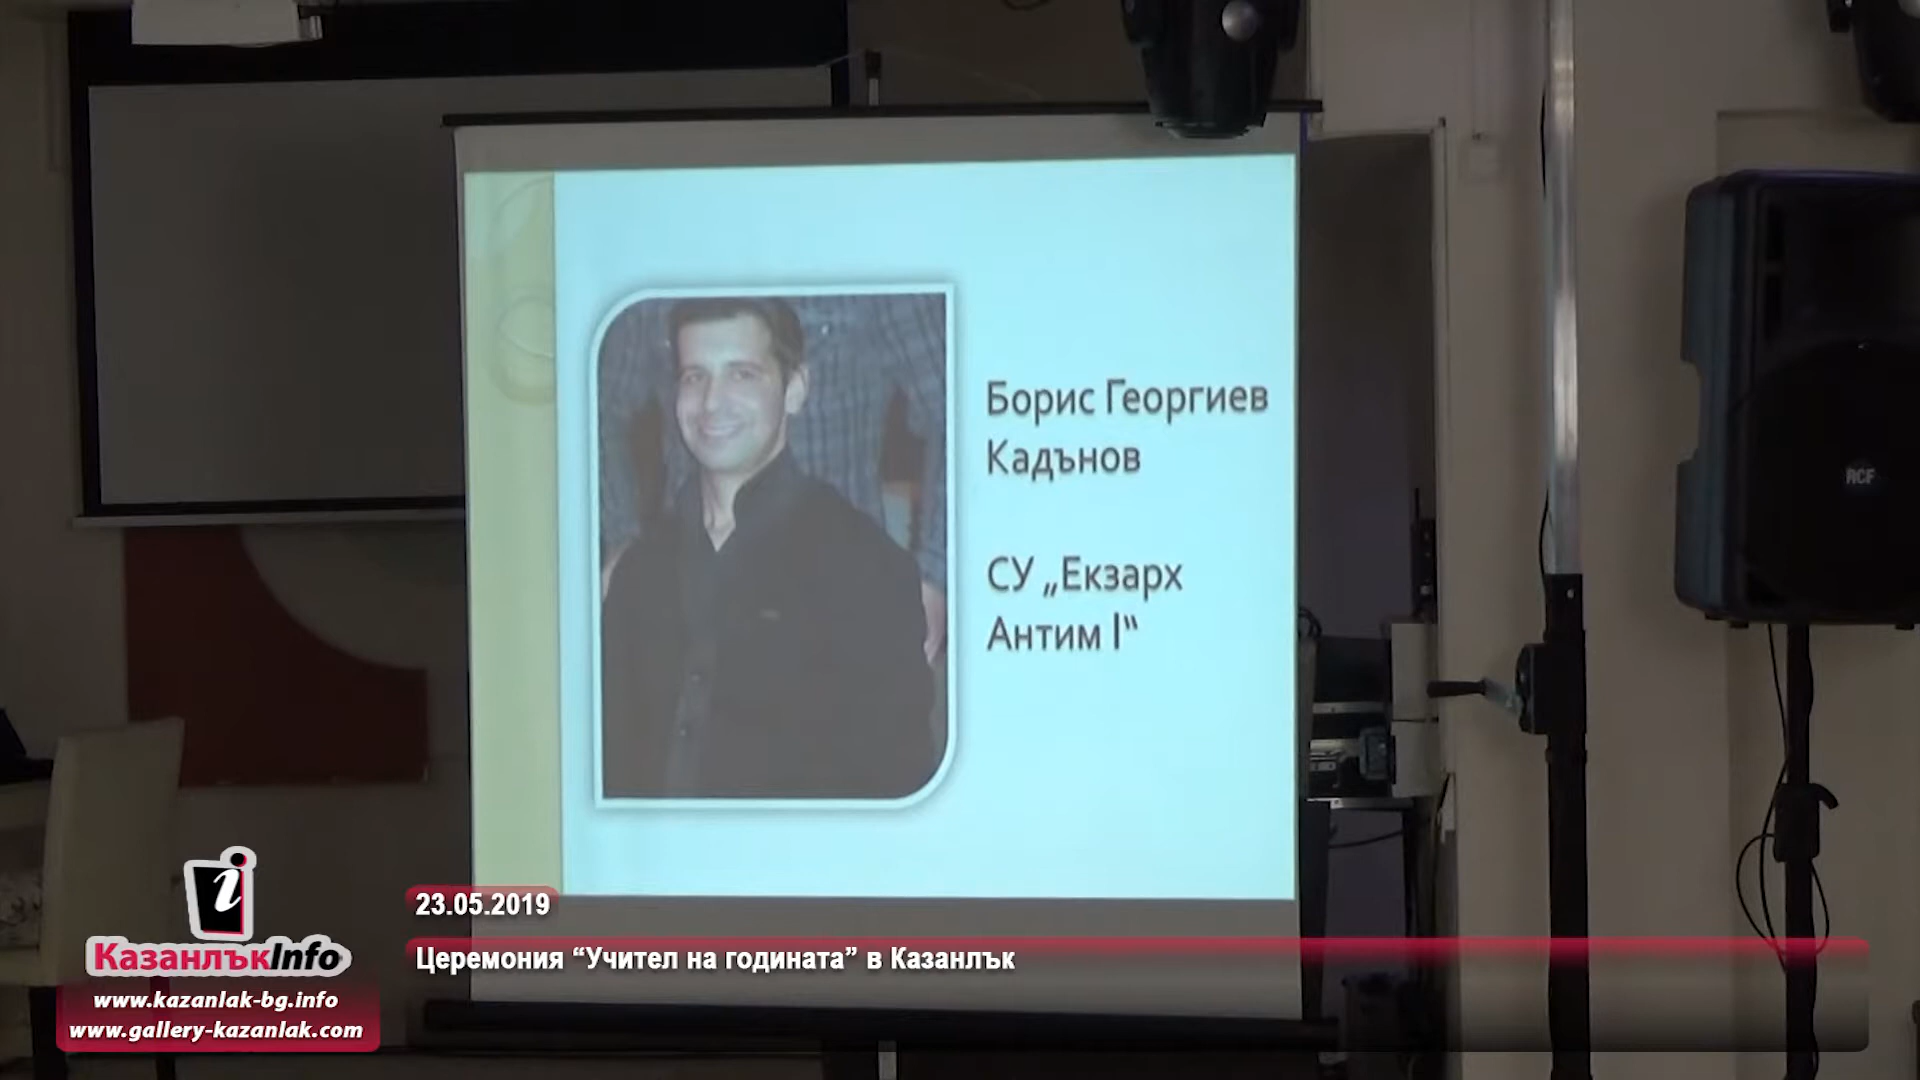 Борис Георгиев
Кадънов
СУ „Екзарх
Антим I“
RCF
23.05.2019
Церемония “Учител на годината” в Казанлък
i
КазанлъкInfo
www.kazanlak-bg.info
www.gallery-kazanlak.com